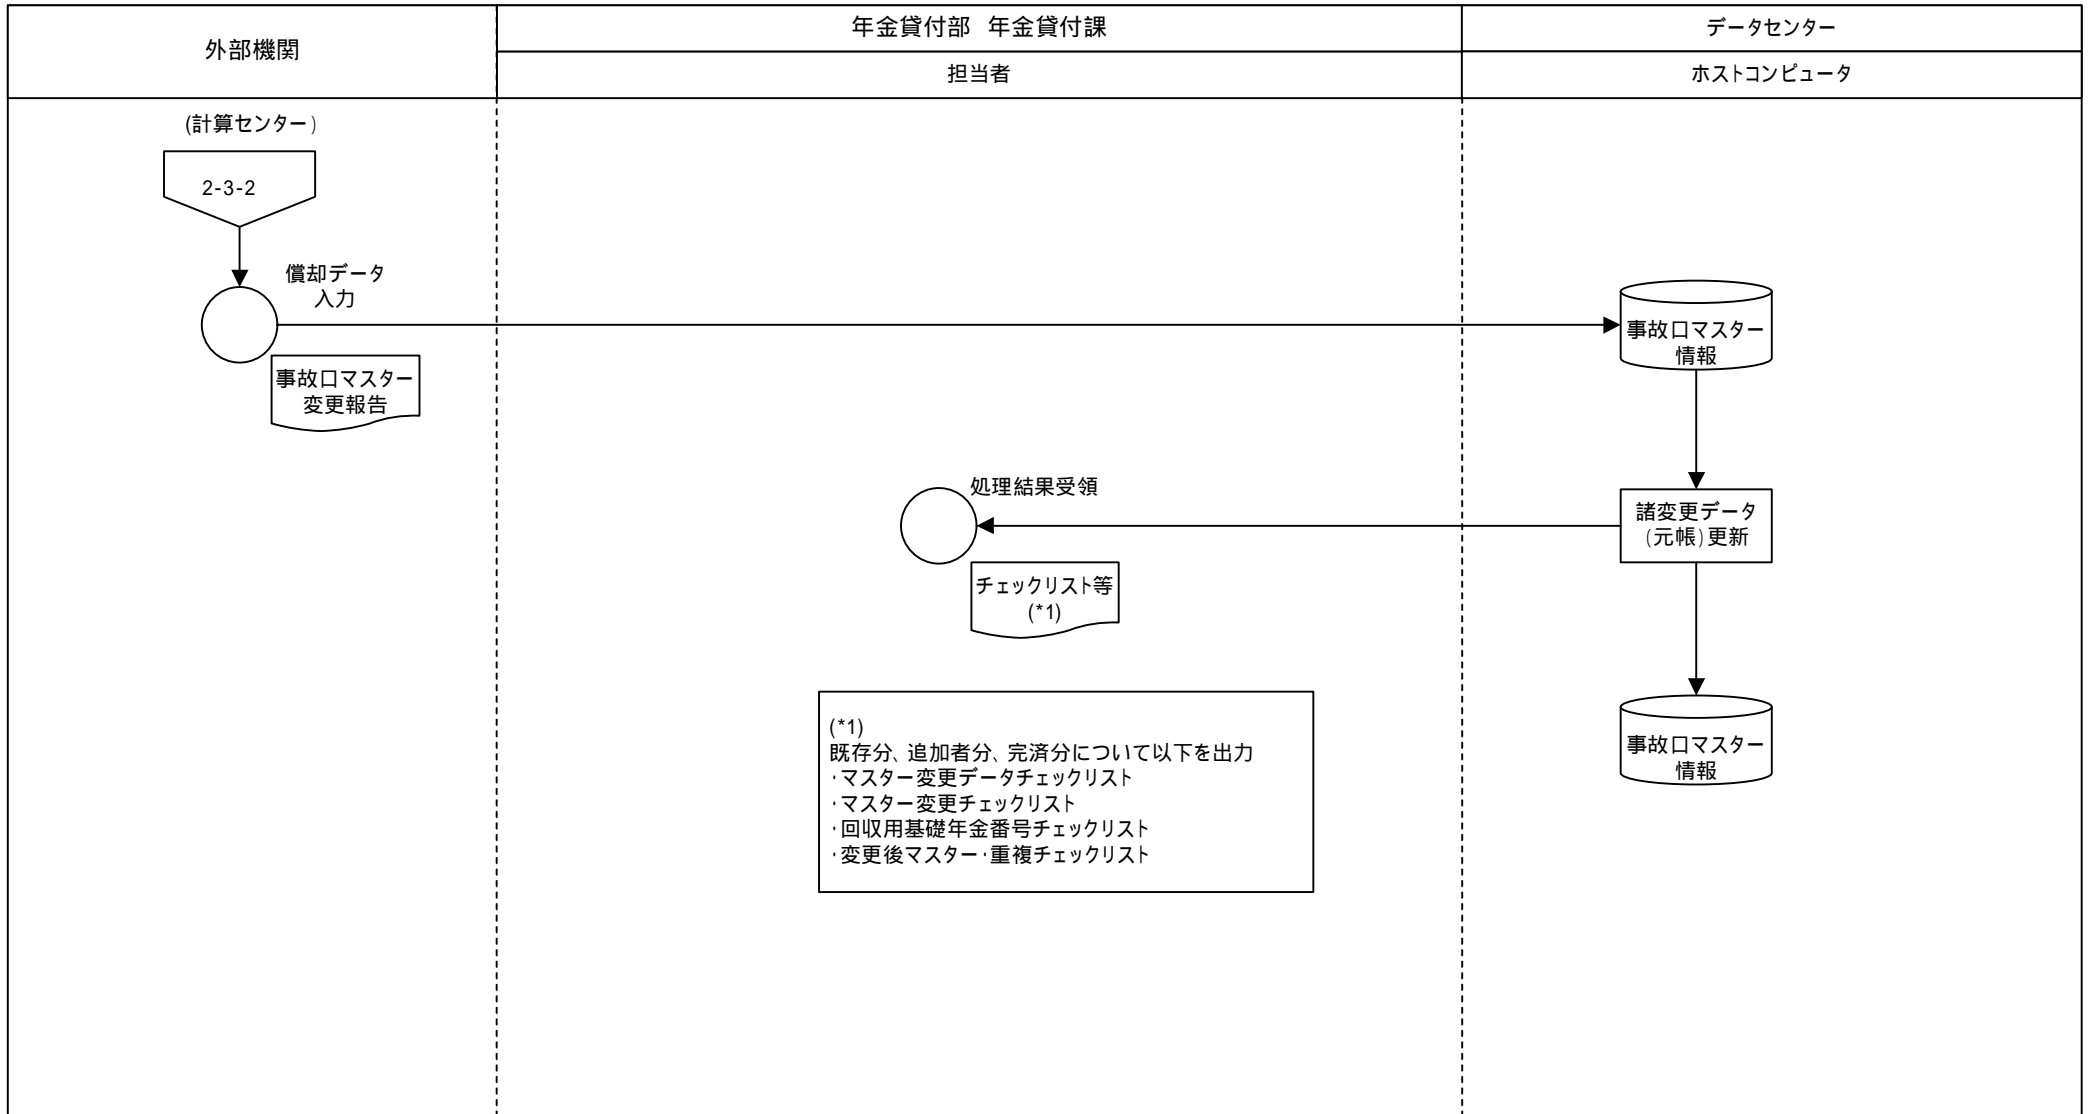 外部機関
年金貸付部 年金貸付課
データセンター
担当者
ホストコンピュータ
(計算センター)
2-3-2
償却データ
入力
事故口マスター
変更報告
事故口マスター
情報
処理結果受領
諸変更データ
(元帳)更新
チェックリスト等
(*1)
(*1)
既存分、追加者分、完済分について以下を出力
・マスター変更データチェックリスト
・マスター変更チェックリスト
・回収用基礎年金番号チェックリスト
・変更後マスター・重複チェックリスト
事故口マスター
情報